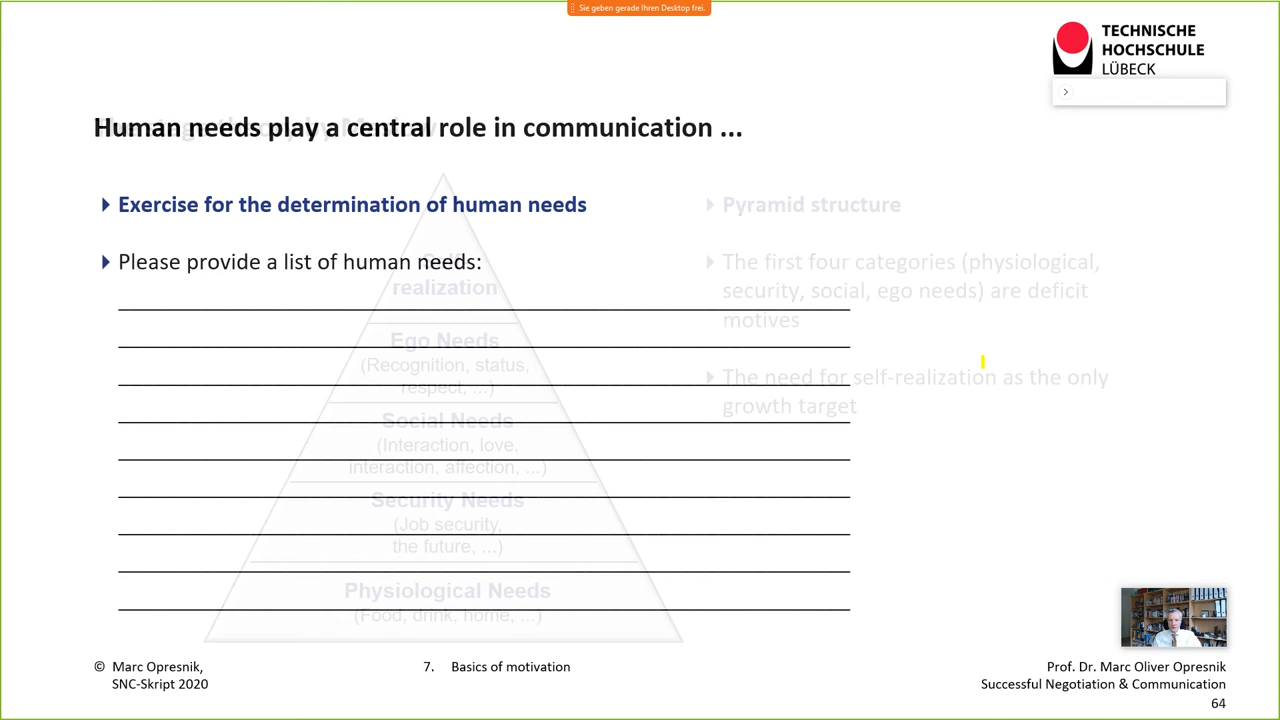 Sie geben gerade Ihren Desktop frei.
TECHNISCHE
HOCHSCHULE
LÜBECK
Human needs play a central role in communication ...
Exercise for the determination of human needs
Please provide a list of human needs:
realization
Ego Needs
(Recognition, status,
respect, ...)
Social Needs
(Interaction, love,
interaction, affection, ...)
Security Needs
(Job security,
the future, ...)
Physiological Needs
(Food, drink, home, ...)
Pyramid structure
The first four categories (physiological,
security, social, ego needs) are deficit
motives
The need for self-realization as the only
growth target
© Marc Opresnik,
SNC-Skript 2020
7. Basics of motivation
Prof. Dr. Marc Oliver Opresnik
Successful Negotiation & Communication
64